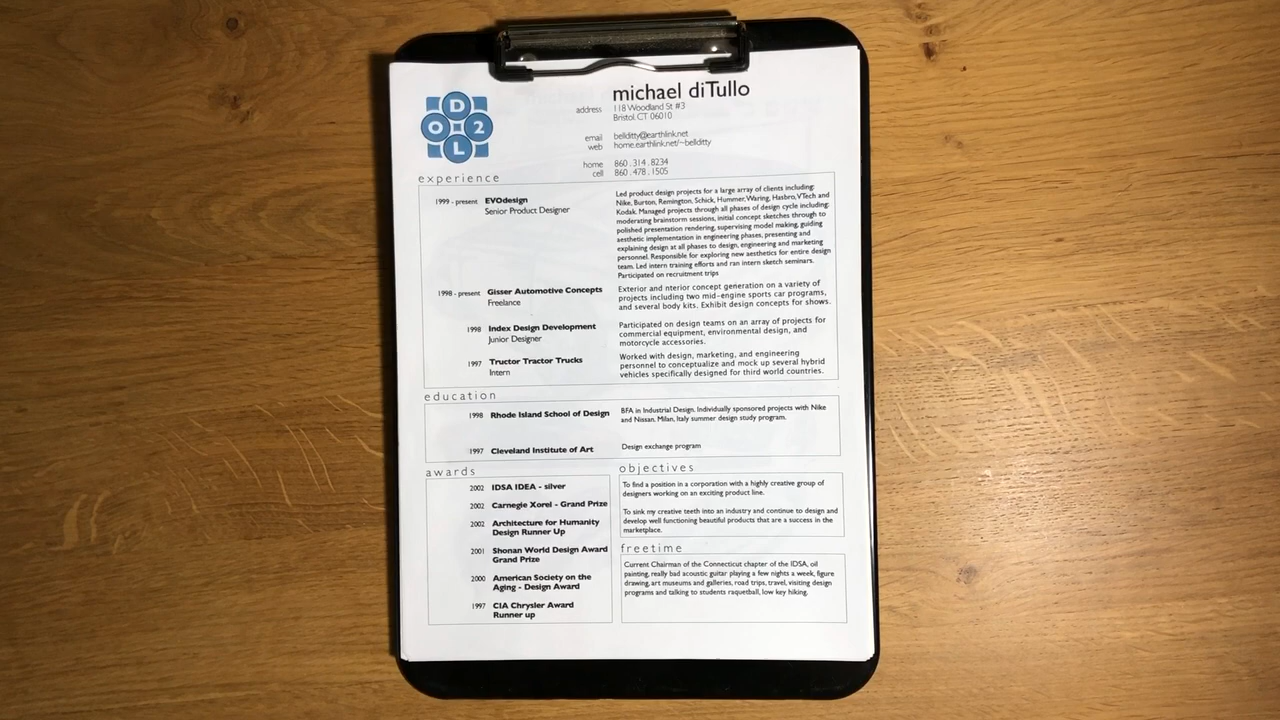 D
O 2
L
michael diTullo
address 118 Woodland St #3
Bristol CT 06010
email bellditty@earthlink.net
web home.earthlink.net/~bellditty
home 860.314.8234
cell 860.478.1505
experience
1999 - present EVOdesign
Senior Product Designer
Led product design projects for a large array of clients including:
Nike, Burton, Remington, Schick, Hummer, Waring, Hasbro, VTech and
Kodak. Managed projects through all phases of design cycle including:
moderating brainstorm sessions, initial concept sketches through to
polished presentation rendering, supervising model making, guiding
aesthetic implementation in engineering phases, presenting and
explaining design at all phases to design, engineering and marketing
personnel. Responsible for exploring new aesthetics for entire design
team. Led intern training efforts and ran intern sketch seminars.
Participated on recruitment trips
1998 - present Gisser Automotive Concepts
Freelance
Exterior and nterior concept generation on a variety of
projects including two mid-engine sports car programs,
and several body kits. Exhibit design concepts for shows.
1998 Index Design Development
Junior Designer
Participated on design teams on an array of projects for
commercial equipment, environmental design, and
motorcycle accessories.
1997 Tructor Tractor Trucks
Intern
Worked with design, marketing, and engineering
personnel to conceptualize and mock up several hybrid
vehicles specifically designed for third world countries.
education
1998 Rhode Island School of Design
BFA in Industrial Design, Individually sponsored projects with Nike
and Nissan, Milan, Italy summer design study program.
1997 Cleveland Institute of Art
Design exchange program
awards
2002 IDSA IDEA - silver
2002 Carnegie Xorel - Grand Prize
2002 Architecture for Humanity
Design Runner Up
2001 Shonan World Design Award
Grand Prize
2000 American Society on the
Aging - Design Award
1997 CIA Chrysler Award
Runner up
objectives
To find a position in a corporation with a highly creative group of
designers working on an exciting product line.
To sink my creative teeth into an industry and continue to design and
develop well functioning beautiful products that are a success in the
marketplace.
freetime
Current Chairman of the Connecticut chapter of the IDSA, oil
painting, really bad acoustic guitar playing a few nights a week, figure
drawing, art museums and galleries, road trips, travel, visiting design
programs and talking to students raquetball, low key hiking.